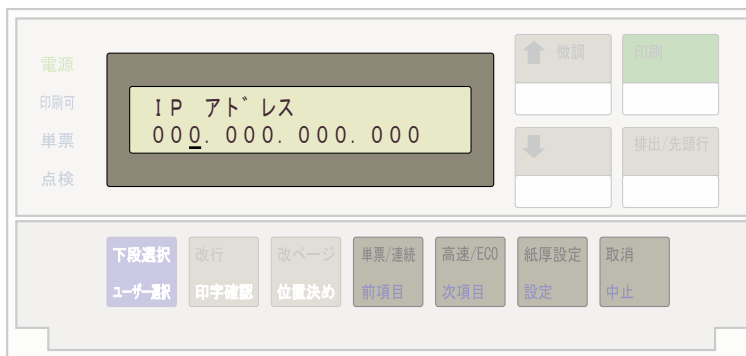 電源
印刷可
単票
点検
ＩＰ アドレス
０００．０００．０００．０００
微調
印刷
排出/先頭行
下段選択
ユーザー選択
改行
印字確認
改ページ
位置決め
単票/連続
前項目
高速/ECO
次項目
紙厚設定
設定
取消
中止